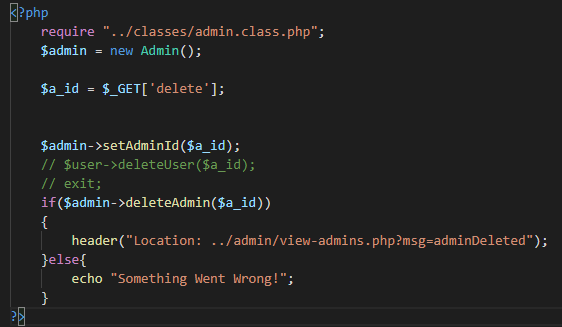 <?php
require "../classes/admin.class.php";
$admin = new Admin();
$a_id = $_GET['delete'];
$admin->setAdminId($a_id);
// $user->deleteUser($a_id);
// exit;
if($admin->deleteAdmin($a_id))
{
header("Location: ../admin/view-admins.php?msg=adminDeleted");
}else{
echo "Something Went Wrong!";
}
?>